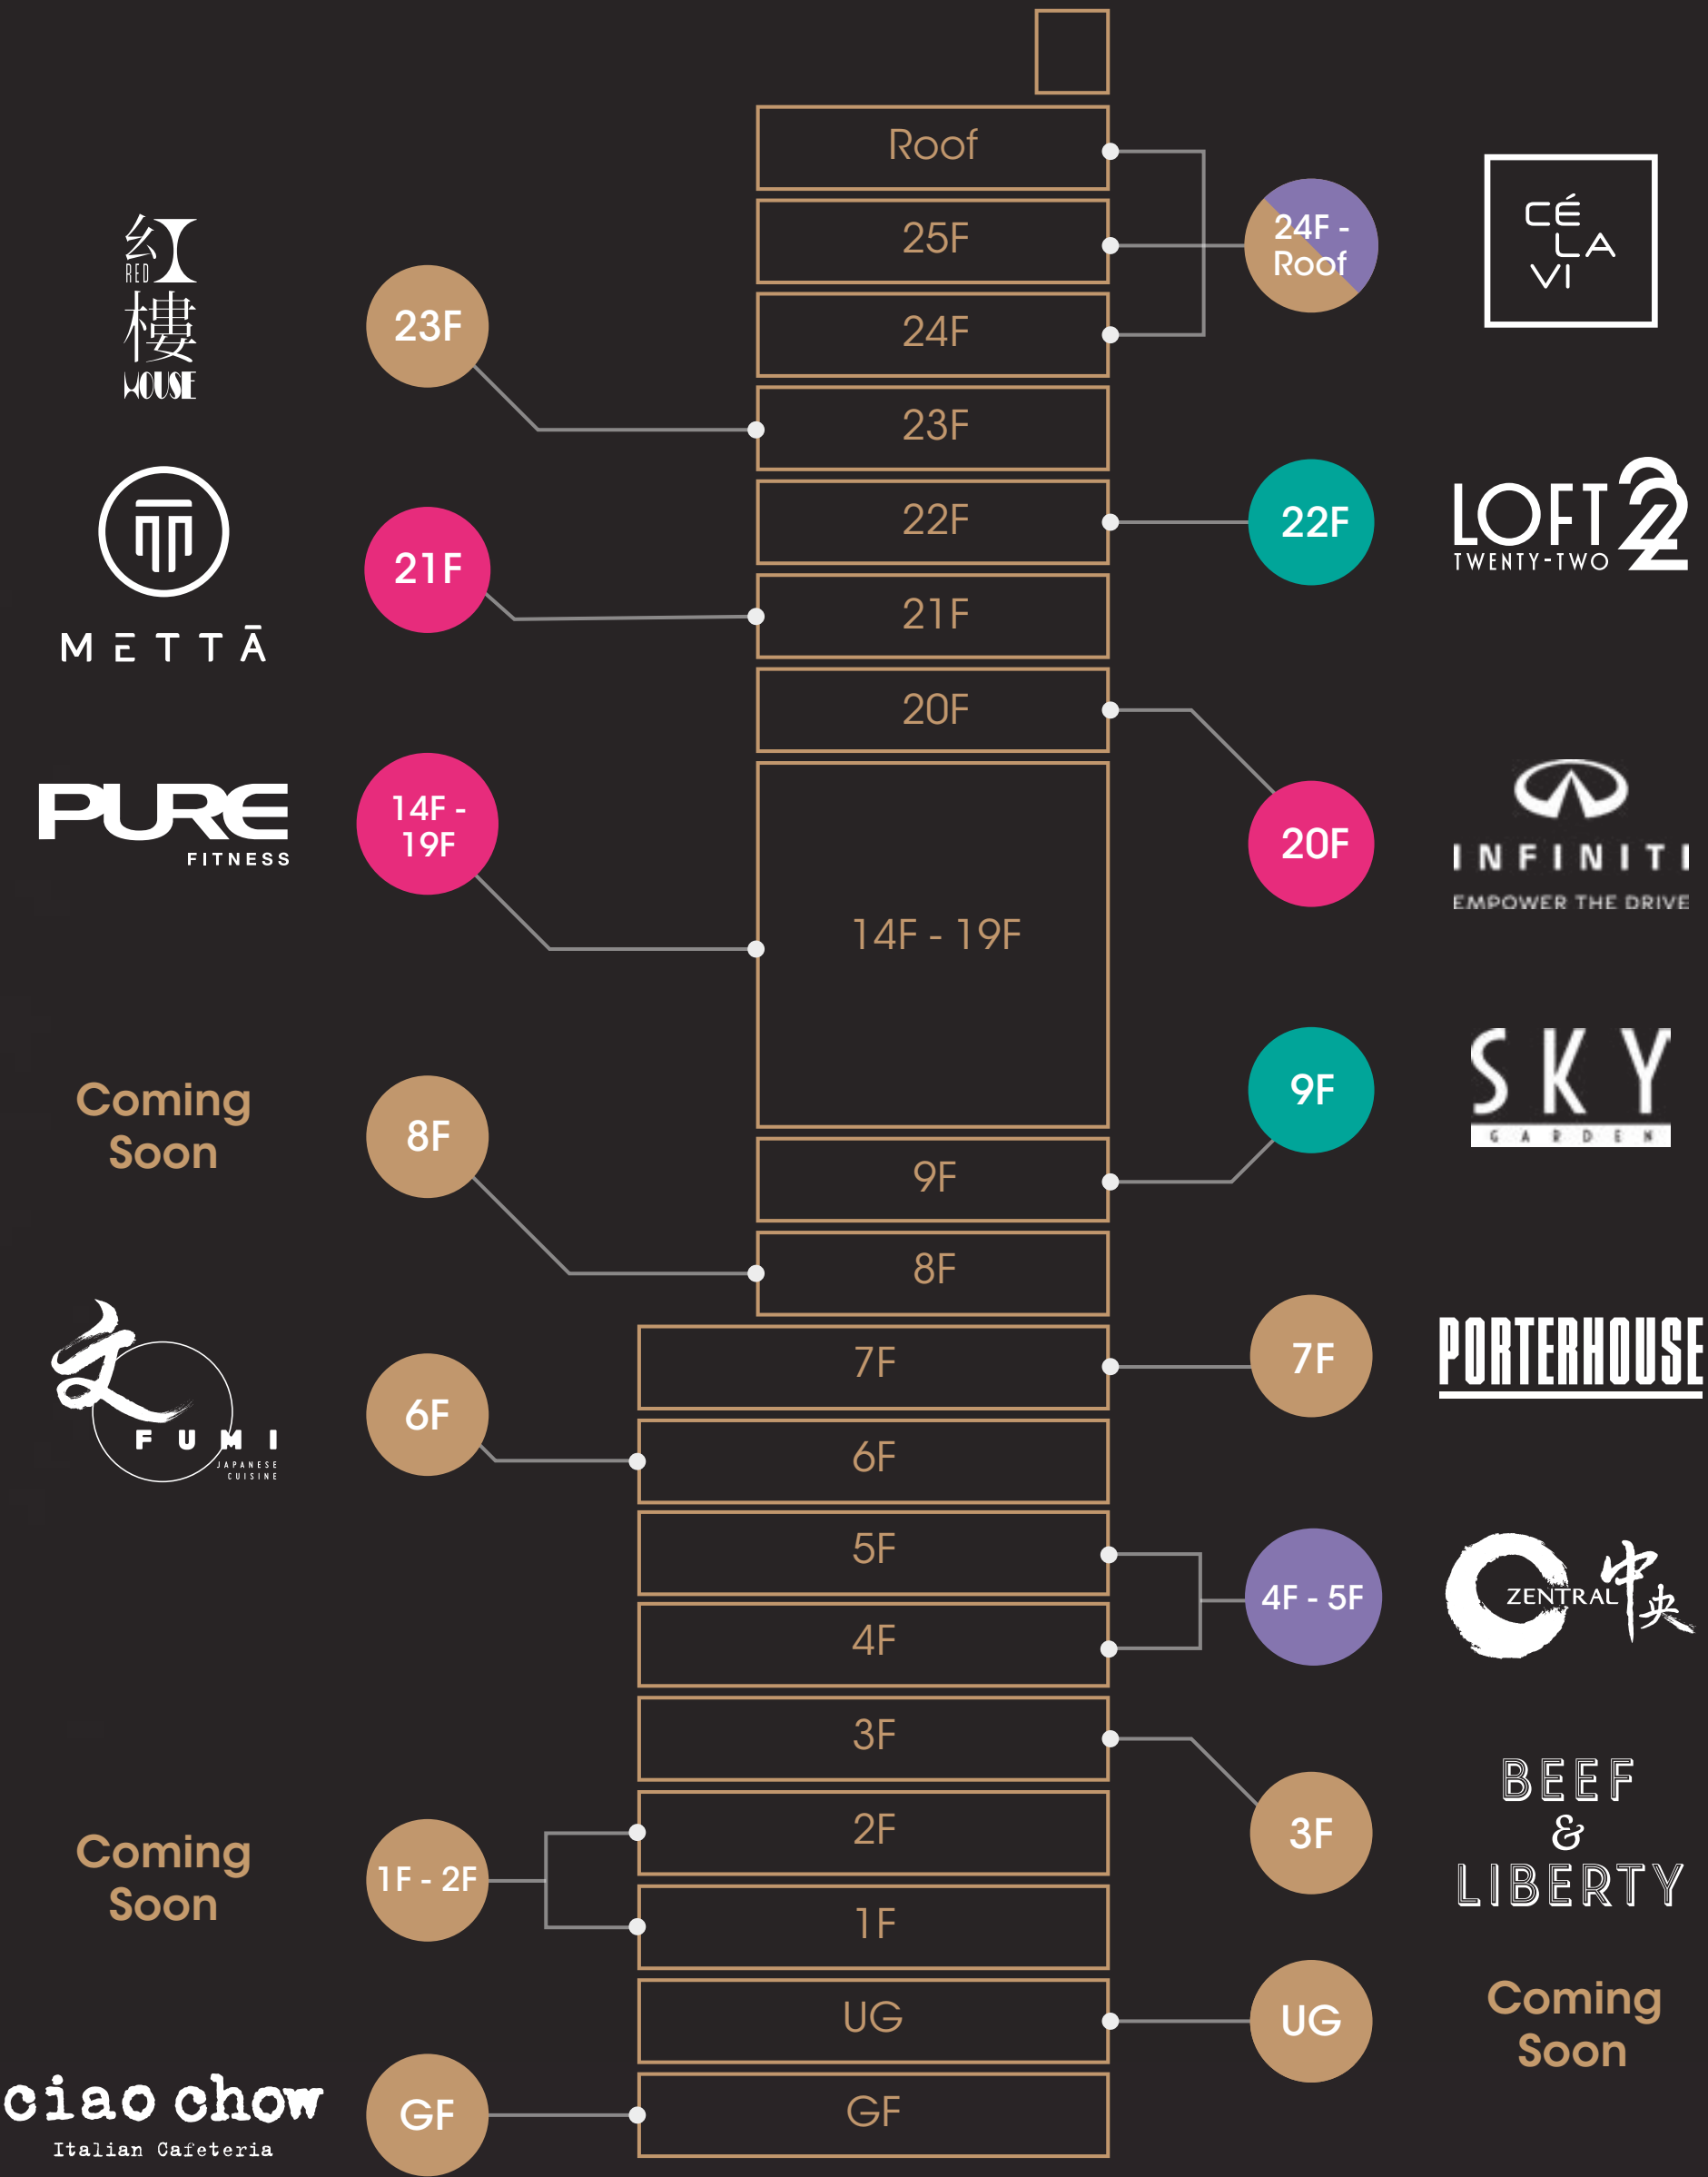 Roof
25F
24F
23F
22F
21F
20F
14F - 19F
9F
8F
7F
6F
5F
4F
3F
2F
1F
UG
GF
紅
RED
樓
HOUSE
23F
METTĀ
21F
PURE
FITNESS
14F -
19F
Coming
Soon
8F
FUMI
JAPANESE
CUISINE
6F
Coming
Soon
1F - 2F
ciao chow
Italian Cafeteria
GF
24F -
Roof
CÉ
LA
VI
22F
LOFT 22
TWENTY-TWO
20F
INFINITI
EMPOWER THE DRIVE
9F
SKY
GARDEN
7F
PORTERHOUSE
4F - 5F
ZENTRAL 中央
3F
BEEF
&
LIBERTY
UG
Coming
Soon